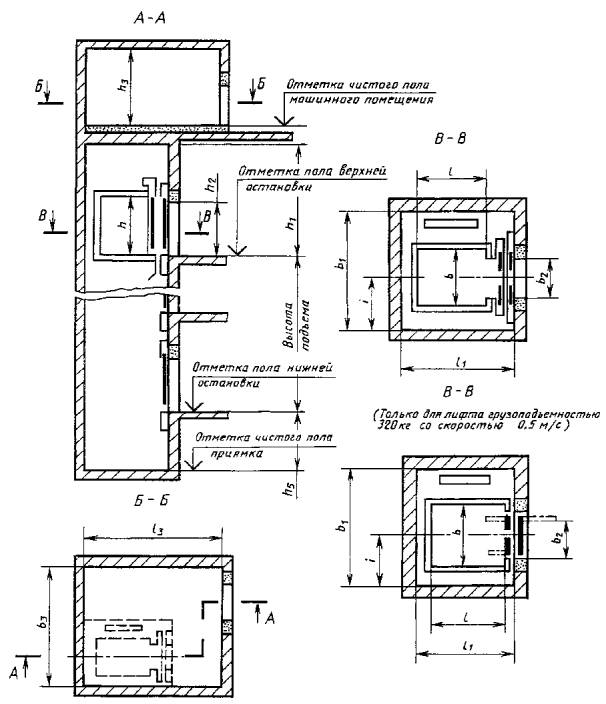 А-А
h₃
Б
Б
Отметка чистого пола
машинного помещения
В
В
h
h₂
h₁
Отметка пола верхней
остановки
Высота
подъема
Отметка пола нижней
остановки
Отметка чистого пола
приямка
h₅
В-В
l
b₁
b
b₂
i
l₁
В-В
(Только для лифта грузоподъемностью
320кг со скоростью 0,5 м/с)
b₁
b
b₂
i
l
l₁
Б-Б
l₃
b₃
А
А